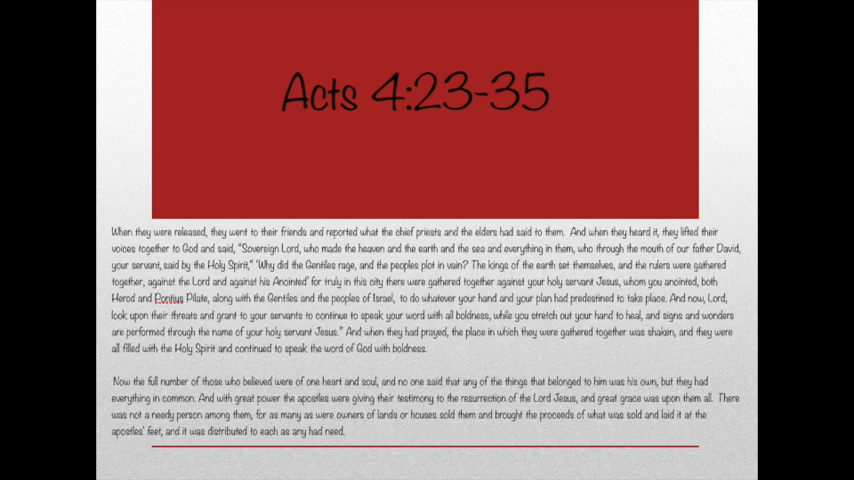 Acts 4:23-35
When they were released, they went to their friends and reported what the chief priests and the elders had said to them. And when they heard it, they lifted their
voices together to God and said, "Sovereign Lord, who made the heaven and the earth and the sea and everything in them, who through the mouth of our father David,
your servant, said by the Holy Spirit," 'Why did the Gentiles rage, and the peoples plot in vain? The kings of the earth set themselves, and the rulers were gathered
together, against the Lord and against his Anointed' for truly in this city there were gathered together against your holy servant Jesus, whom you anointed, both
Herod and Pontius Pilate, along with the Gentiles and the peoples of Israel, to do whatever your hand and your plan had predestined to take place. And now, Lord,
look upon their threats and grant to your servants to continue to speak your word with all boldness, while you stretch out your hand to heal, and signs and wonders
are performed through the name of your holy servant Jesus." And when they had prayed, the place in which they were gathered together was shaken, and they were
all filled with the Holy Spirit and continued to speak the word of God with boldness.
Now the full number of those who believed were of one heart and soul, and no one said that any of the things that belonged to him was his own, but they had
everything in common. And with great power the apostles were giving their testimony to the resurrection of the Lord Jesus, and great grace was upon them all. There
was not a needy person among them, for as many as were owners of lands or houses sold them and brought the proceeds of what was sold and laid it at the
apostles' feet, and it was distributed to each as any had need.